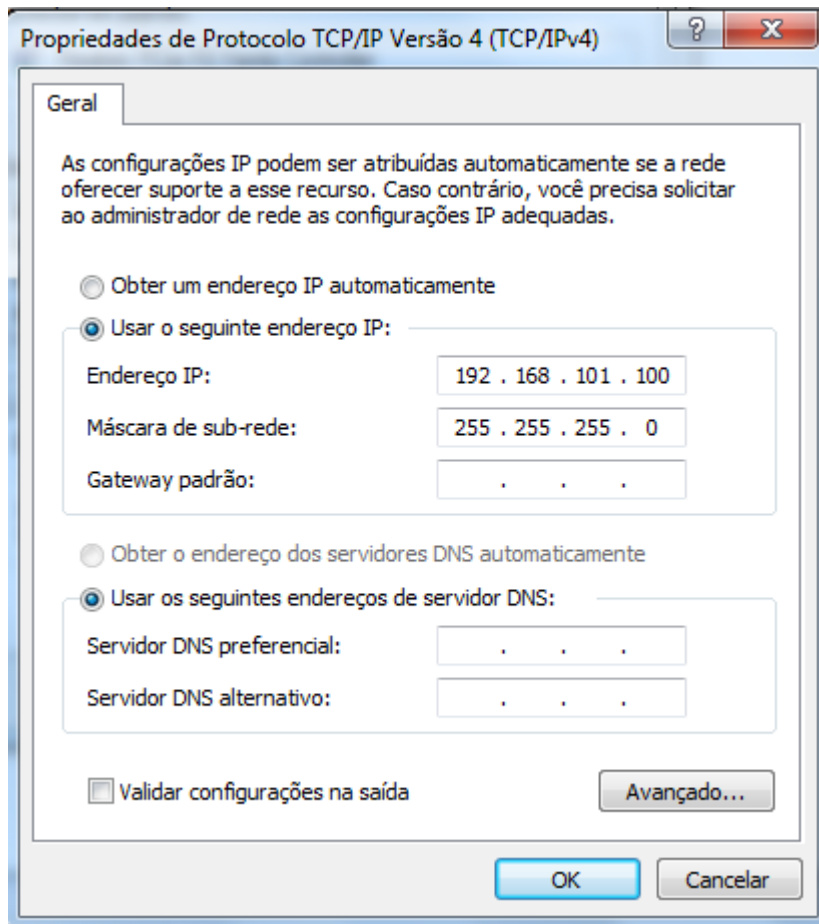 Propriedades de Protocolo TCP/IP Versão 4 (TCP/IPv4)
?
Geral
As configurações IP podem ser atribuídas automaticamente se a rede
oferecer suporte a esse recurso. Caso contrário, você precisa solicitar
ao administrador de rede as configurações IP adequadas.
Obter um endereço IP automaticamente
Usar o seguinte endereço IP:
Endereço IP: 192 . 168 . 101 . 100
Máscara de sub-rede: 255 . 255 . 255 . 0
Gateway padrão: . . .
Obter o endereço dos servidores DNS automaticamente
Usar os seguintes endereços de servidor DNS:
Servidor DNS preferencial: . . .
Servidor DNS alternativo: . . .
Validar configurações na saída Avançado...
OK Cancelar